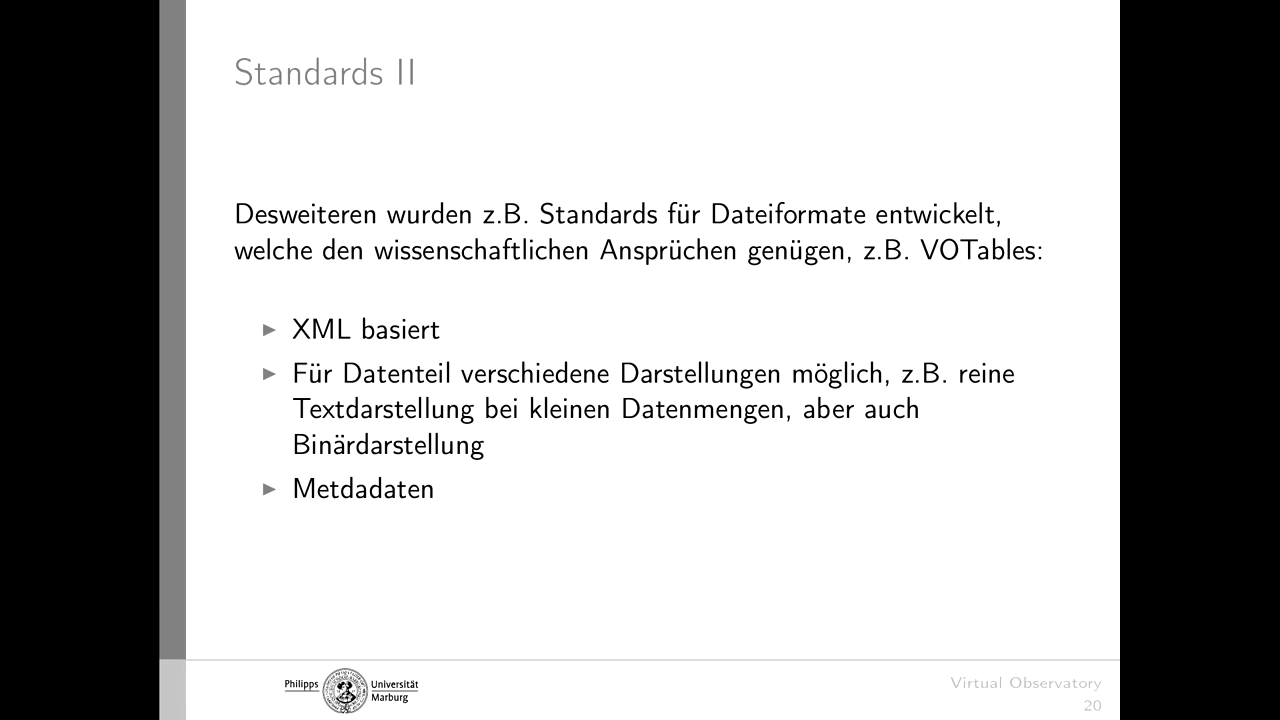 Standards II
Desweiteren wurden z.B. Standards für Dateiformate entwickelt,
welche den wissenschaftlichen Ansprüchen genügen, z.B. VOTables:
► XML basiert
► Für Datenteil verschiedene Darstellungen möglich, z.B. reine
Textdarstellung bei kleinen Datenmengen, aber auch
Binärdarstellung
► Metdadaten
Philipps Universität
Marburg
Virtual Observatory
20